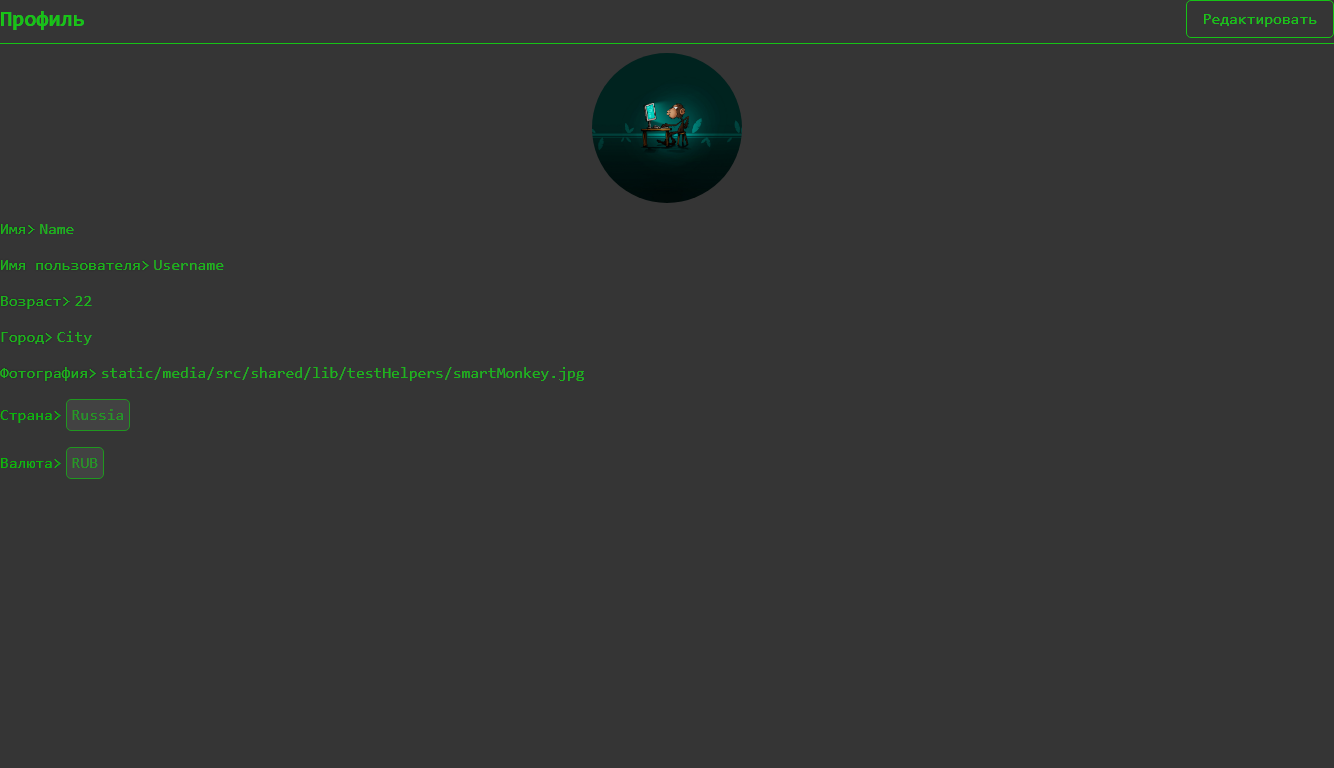 Профиль
Редактировать
Имя> Name
Имя пользователя> Username
Возраст> 22
Город> City
Фотография> static/media/src/shared/lib/testHelpers/smartMonkey.jpg
Страна> Russia
Валюта> RUB